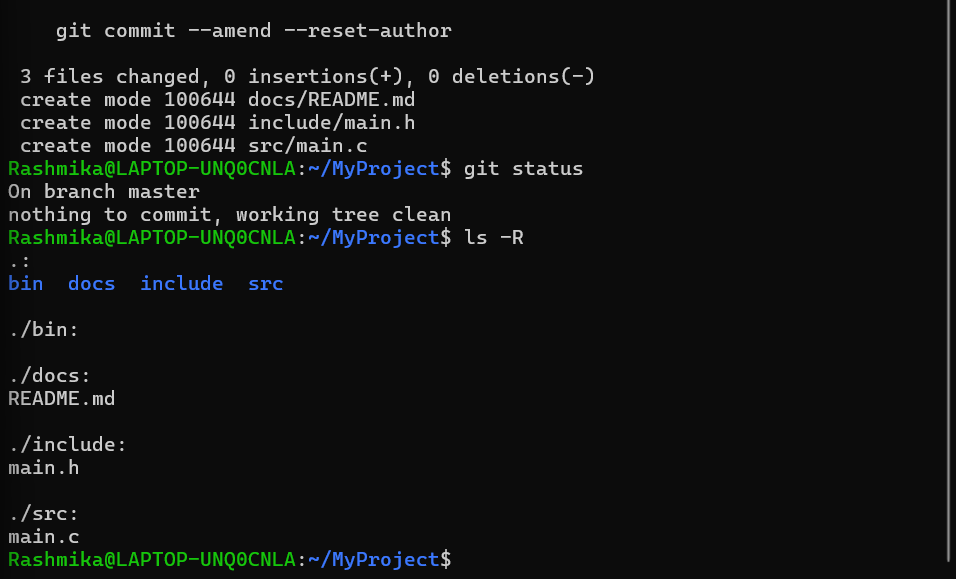 git commit --amend --reset-author
3 files changed, 0 insertions(+), 0 deletions(-)
create mode 100644 docs/README.md
create mode 100644 include/main.h
create mode 100644 src/main.c
Rashmika@LAPTOP-UNQ0CNLA:~/MyProject$ git status
On branch master
nothing to commit, working tree clean
Rashmika@LAPTOP-UNQ0CNLA:~/MyProject$ ls -R
.:
bin  docs  include  src
./bin:
./docs:
README.md
./include:
main.h
./src:
main.c
Rashmika@LAPTOP-UNQ0CNLA:~/MyProject$